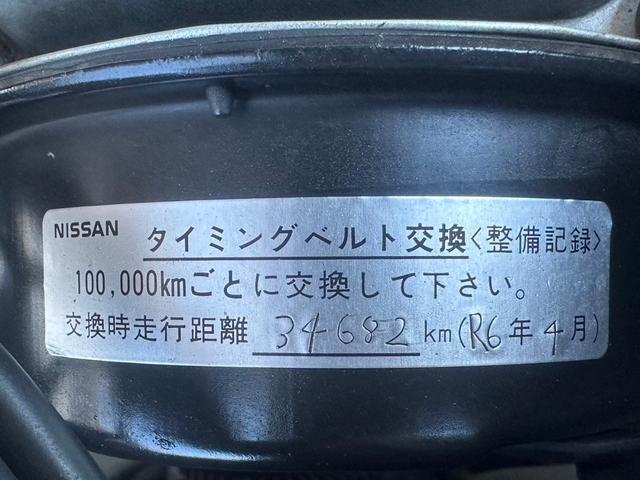 NISSAN タイミングベルト交換〈整備記録〉
100,000kmごとに交換して下さい。
交換時走行距離 34682 km(R6年4月)